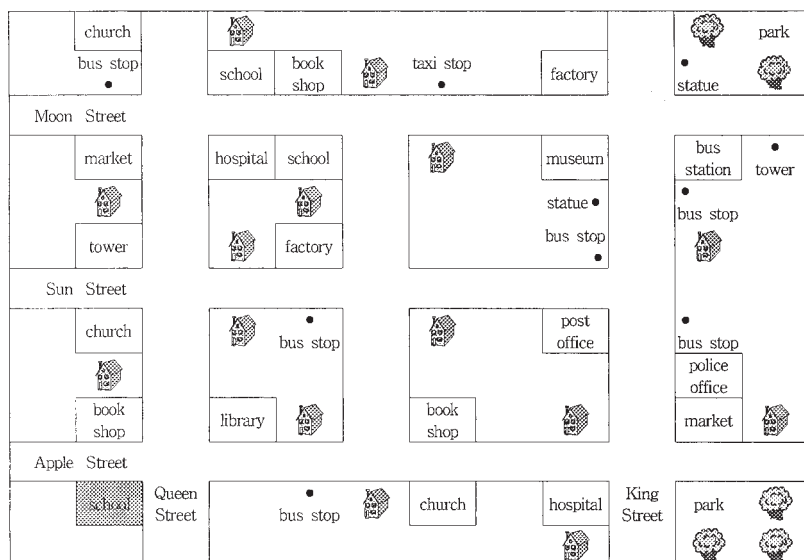 church
park
bus stop
school
book
shop
taxi stop
factory
statue
Moon Street
market
hospital
school
museum
bus
station
tower
statue
bus stop
bus stop
tower
factory
Sun Street
church
bus stop
post
office
bus stop
police
office
book
shop
library
book
shop
market
Apple Street
school
Queen
Street
bus stop
church
hospital
King
Street
park